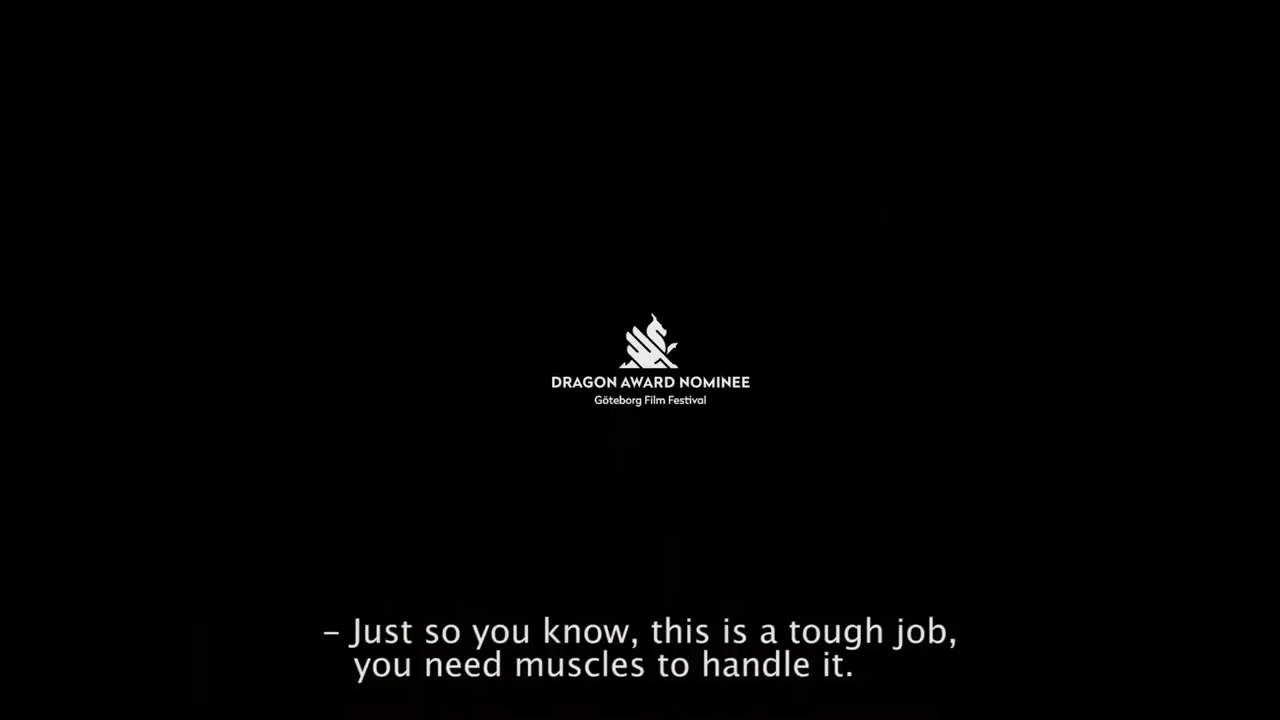 DRAGON AWARD NOMINEE
Göteborg Film Festival
– Just so you know, this is a tough job,
you need muscles to handle it.